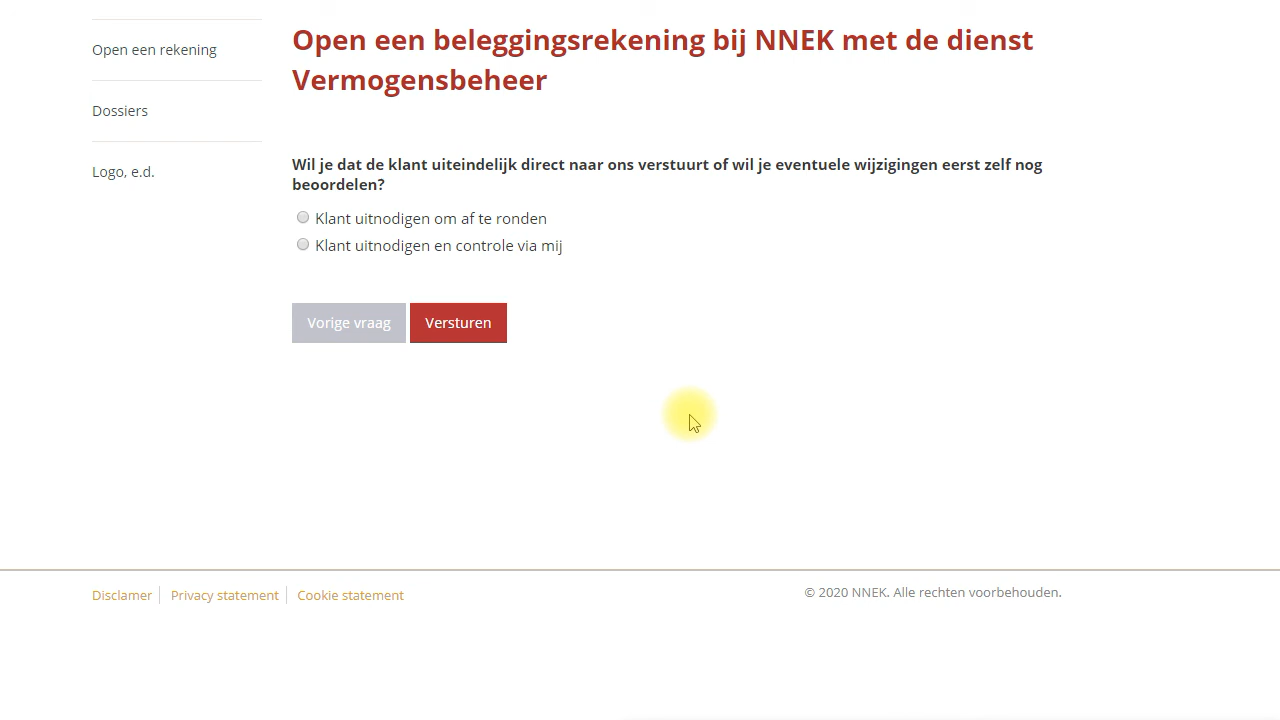 Open een rekening
Dossiers
Logo, e.d.
Open een beleggingsrekening bij NNEK met de dienst
Vermogensbeheer
Wil je dat de klant uiteindelijk direct naar ons verstuurt of wil je eventuele wijzigingen eerst zelf nog
beoordelen?
Klant uitnodigen om af te ronden
Klant uitnodigen en controle via mij
Vorige vraag Versturen
Disclamer Privacy statement Cookie statement © 2020 NNEK. Alle rechten voorbehouden.